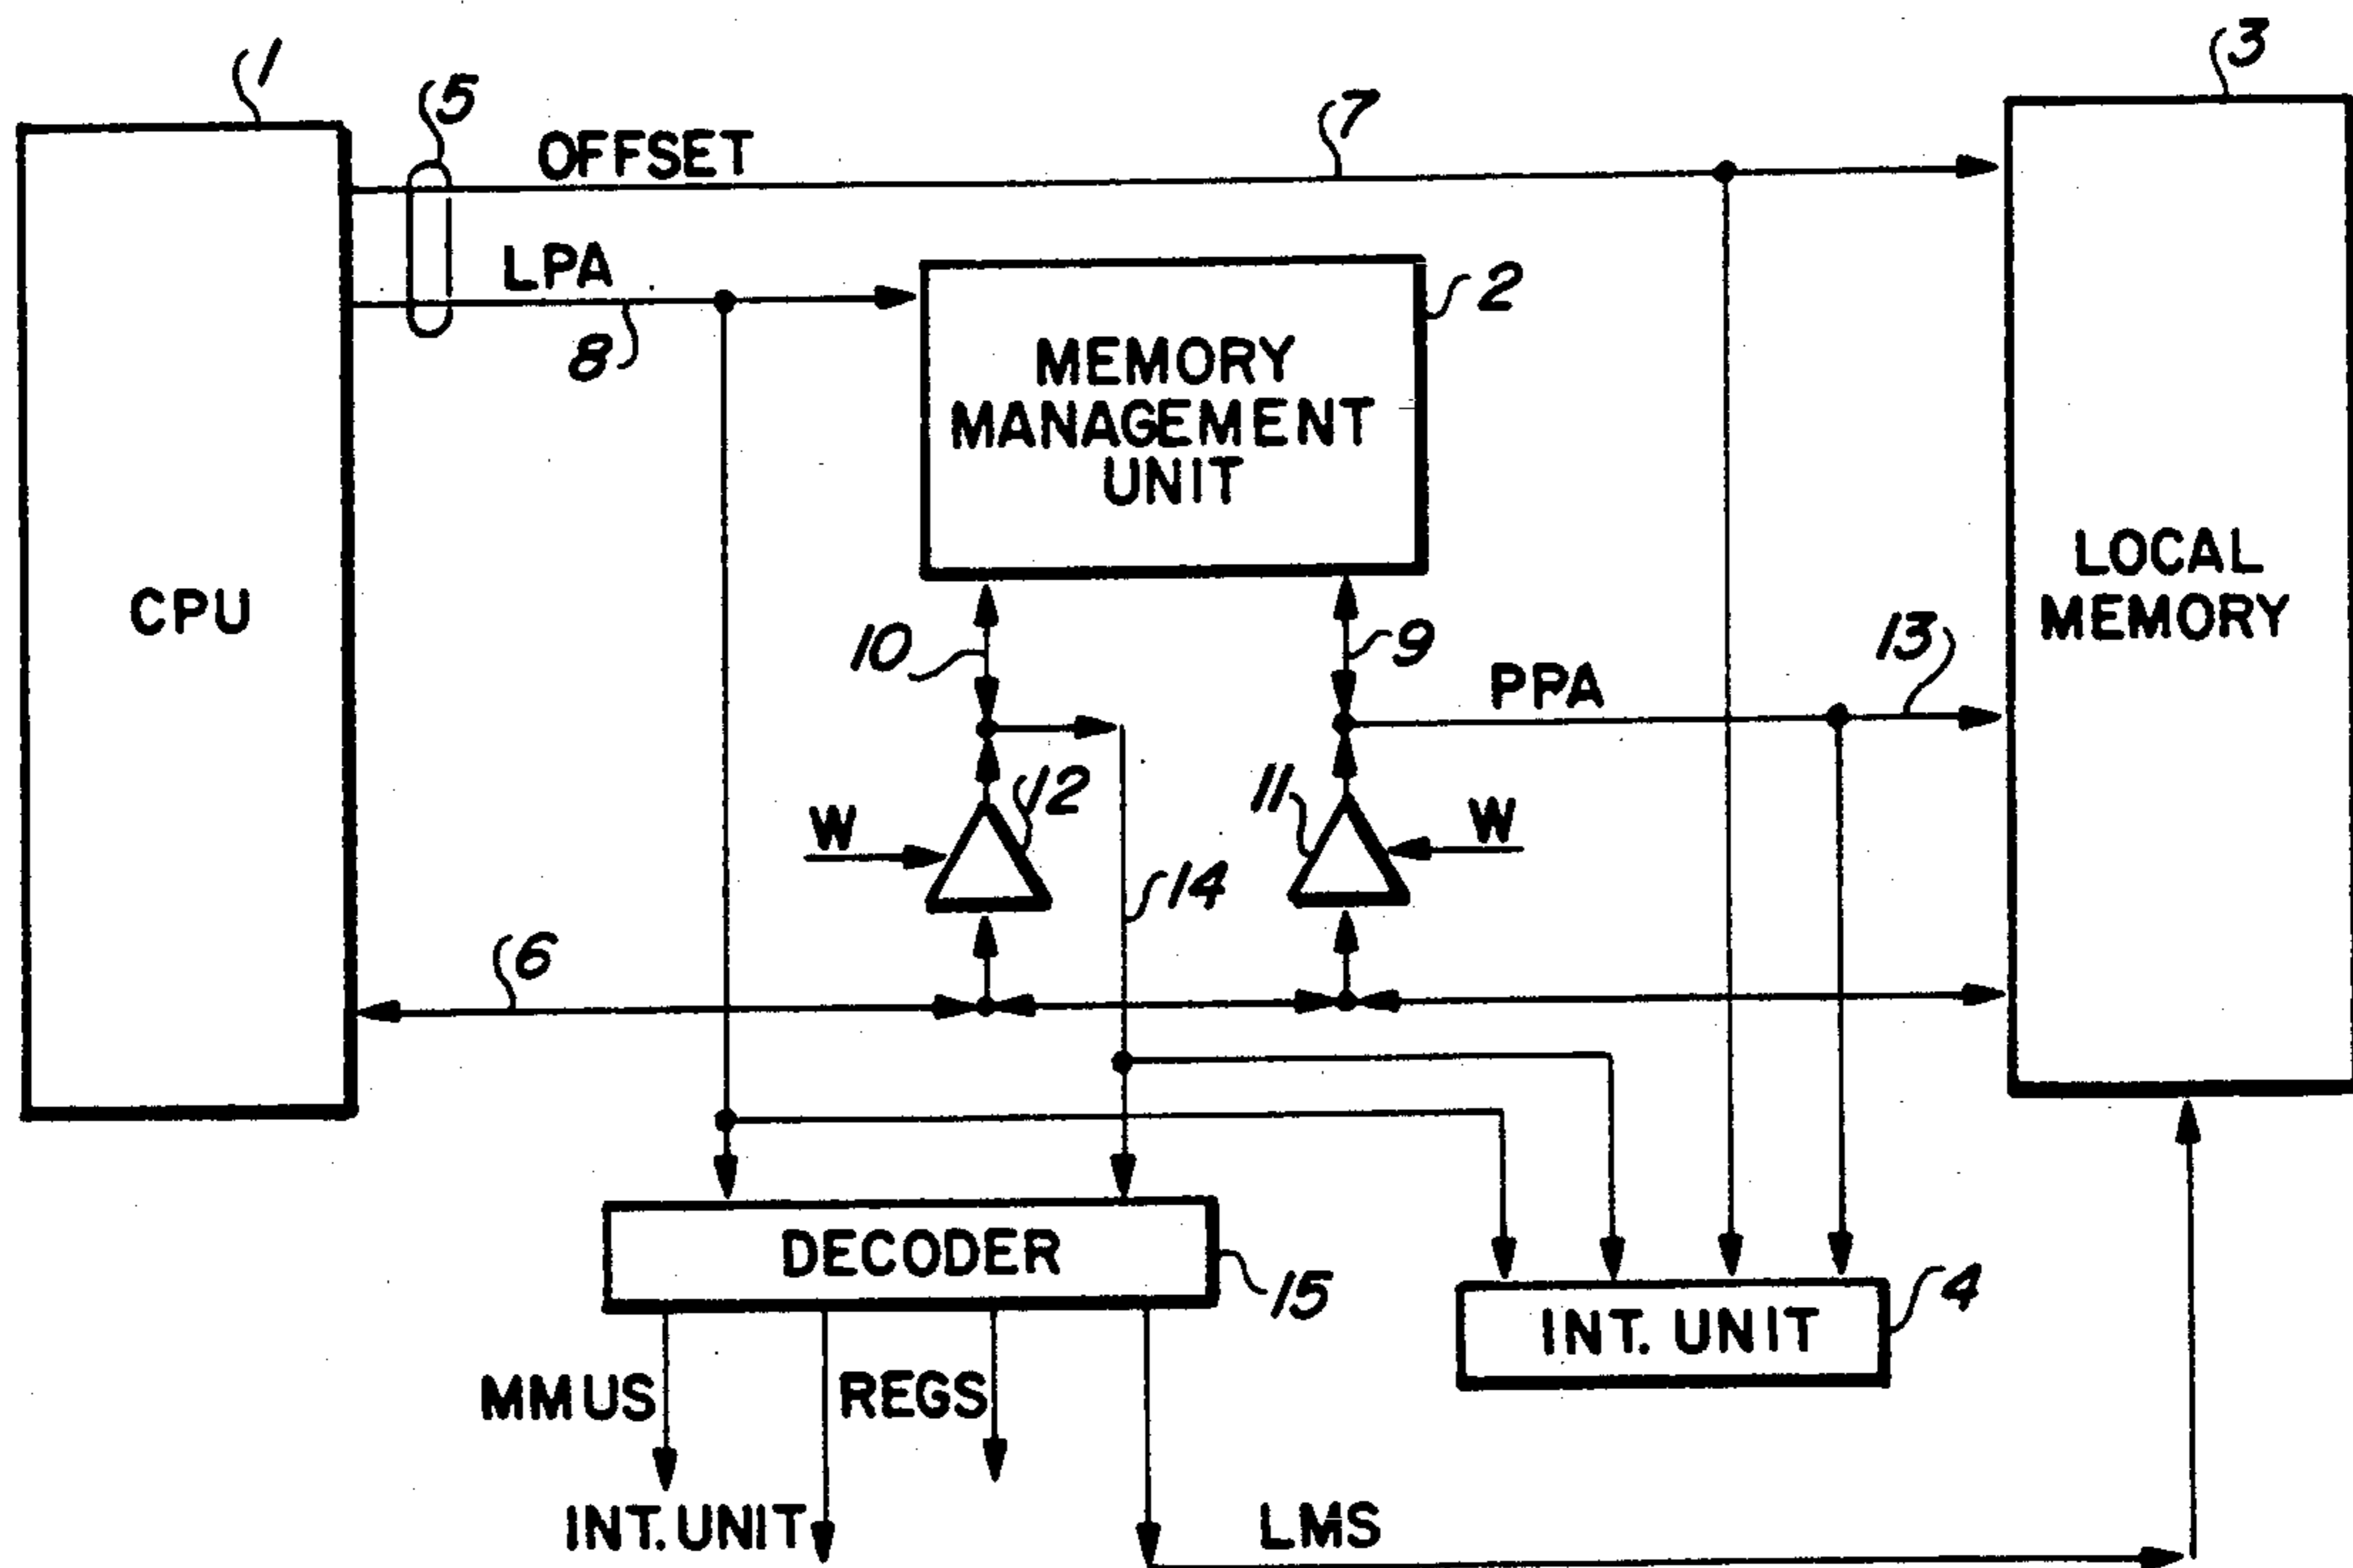 1
5
3
7
OFFSET
LPA
8
2
MEMORY
MANAGEMENT
UNIT
CPU
LOCAL
MEMORY
10
9
PPA
13
12
11
W
W
14
6
DECODER
15
INT. UNIT
4
MMUS
REGS
INT. UNIT
LMS